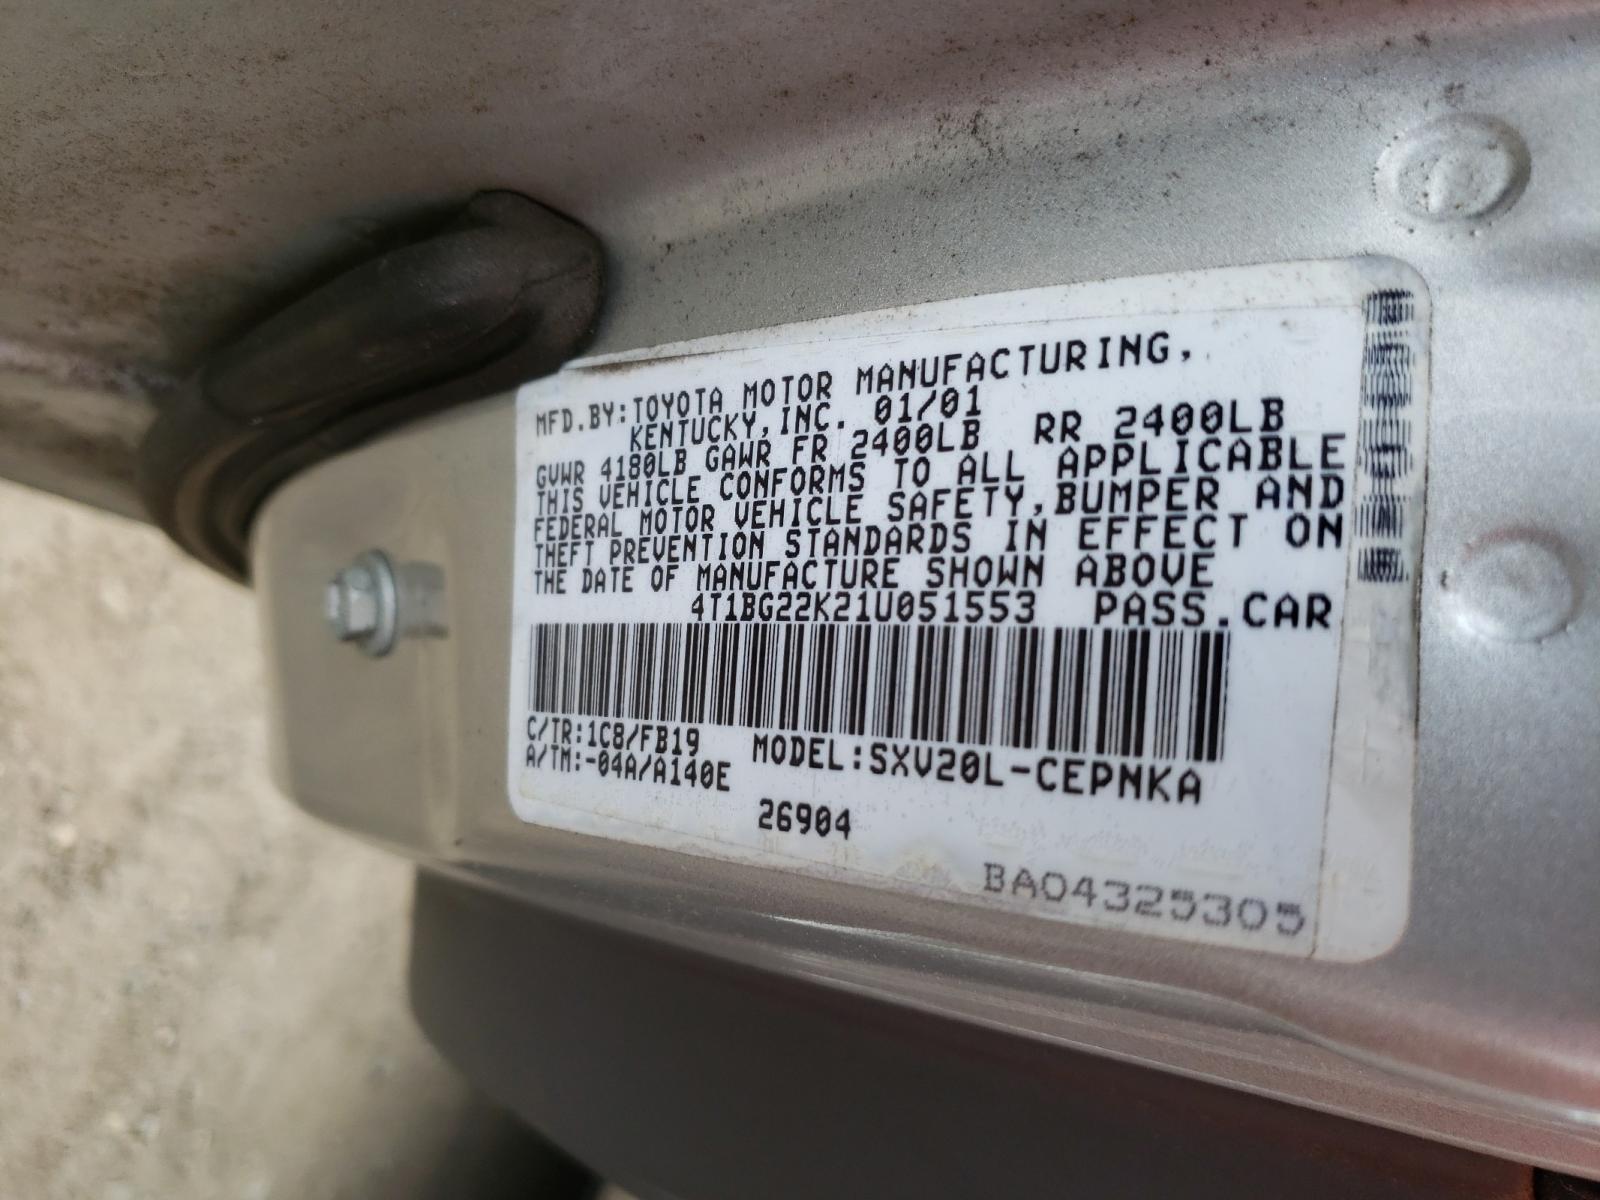 MFD.BY:TOYOTA MOTOR MANUFACTURING,
KENTUCKY,INC. 01/01
GVWR 4180LB GAWR FR 2400LB RR 2400LB
THIS VEHICLE CONFORMS TO ALL APPLICABLE
FEDERAL MOTOR VEHICLE SAFETY,BUMPER AND
THEFT PREVENTION STANDARDS IN EFFECT ON
THE DATE OF MANUFACTURE SHOWN ABOVE
4T1BG22K21U051553 PASS.CAR
C/TR:1C8/FB19 MODEL:SXV20L-CEPNKA
A/TM:-04A/A140E
26904
BA04325305